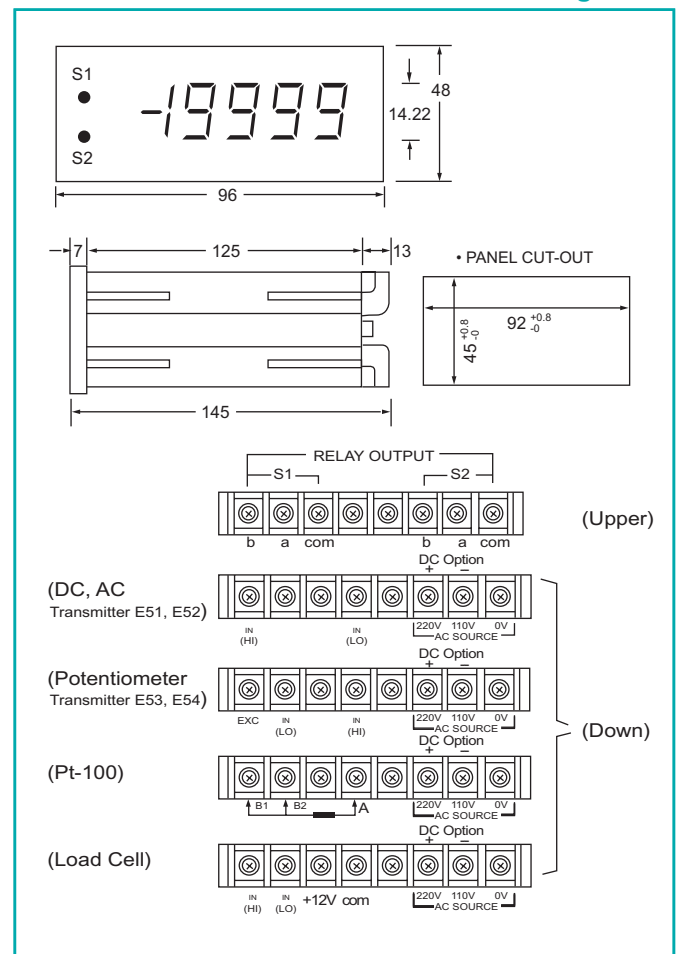 S1
-19999
S2
14.22
48
96
7
125
13
• PANEL CUT-OUT
92 +0.8 -0
45 +0.8 -0
145
RELAY OUTPUT
S1 S2
(Upper)
b a com b a com
DC Option
+ −
(DC, AC
Transmitter E51, E52)
IN (HI) IN (LO) 220V 110V 0V
AC SOURCE
DC Option
+ −
(Potentiometer
Transmitter E53, E54)
EXC IN (LO) IN (HI) 220V 110V 0V
AC SOURCE
(Down)
DC Option
+ −
(Pt-100)
B1 B2 A 220V 110V 0V
AC SOURCE
DC Option
+ −
(Load Cell)
IN (HI) IN (LO) +12V com 220V 110V 0V
AC SOURCE